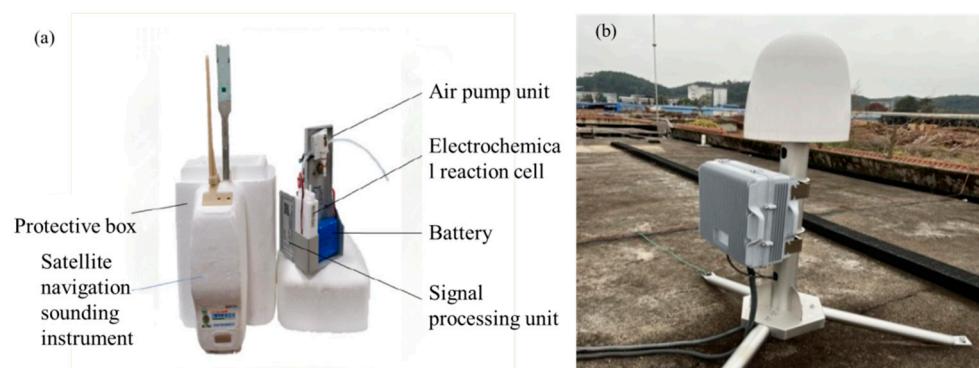 (a)
Air pump unit
Electrochemica
l reaction cell
Protective box
Battery
Satellite
navigation
sounding
instrument
Signal
processing unit
(b)